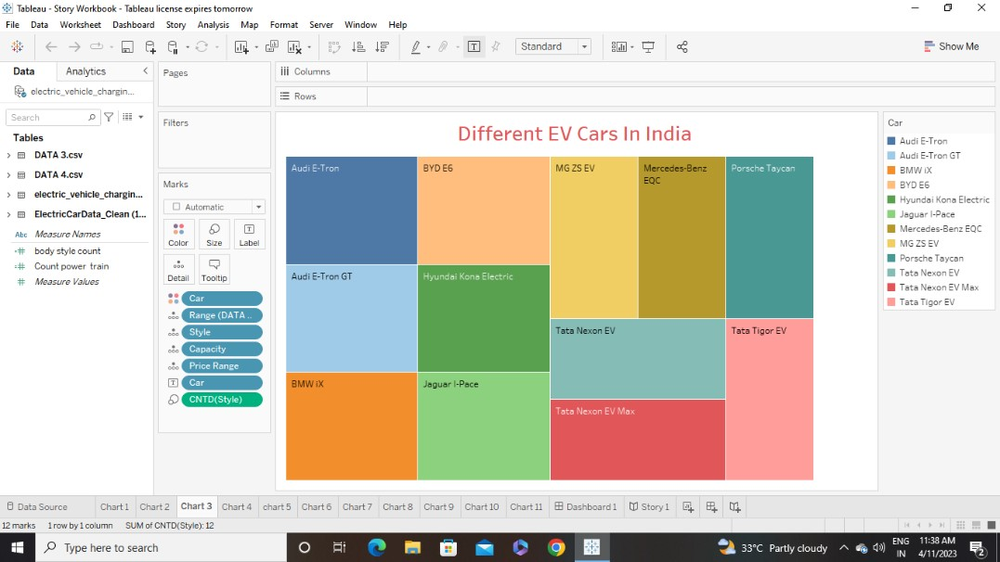 Tableau - Story Workbook - Tableau license expires tomorrow
File Data Worksheet Dashboard Story Analysis Map Format Server Window Help
Standard
Show Me
Data Analytics
electric_vehicle_chargin...
Search
Tables
DATA 3.csv
DATA 4.csv
electric_vehicle_chargin...
ElectricCarData_Clean (1...
Abc Measure Names
body style count
Count power train
Measure Values
Pages
Filters
Marks
Automatic
Color Size Label
Detail Tooltip
Car
Range (DATA ..
Style
Capacity
Price Range
Car
CNTD(Style)
Columns
Rows
Different EV Cars In India
Audi E-Tron
BYD E6
MG ZS EV
Mercedes-Benz
EQC
Porsche Taycan
Audi E-Tron GT
Hyundai Kona Electric
Tata Nexon EV
Tata Tigor EV
BMW iX
Jaguar I-Pace
Tata Nexon EV Max
Car
Audi E-Tron
Audi E-Tron GT
BMW iX
BYD E6
Hyundai Kona Electric
Jaguar I-Pace
Mercedes-Benz EQC
MG ZS EV
Porsche Taycan
Tata Nexon EV
Tata Nexon EV Max
Tata Tigor EV
Data Source Chart 1 Chart 2 Chart 3 Chart 4 chart 5 Chart 6 Chart 7 Chart 8 Chart 9 Chart 10 Chart 11 Dashboard 1 Story 1
12 marks 1 row by 1 column SUM of CNTD(Style): 12
Type here to search
33°C Partly cloudy
ENG
IN
11:38 AM
4/11/2023
2